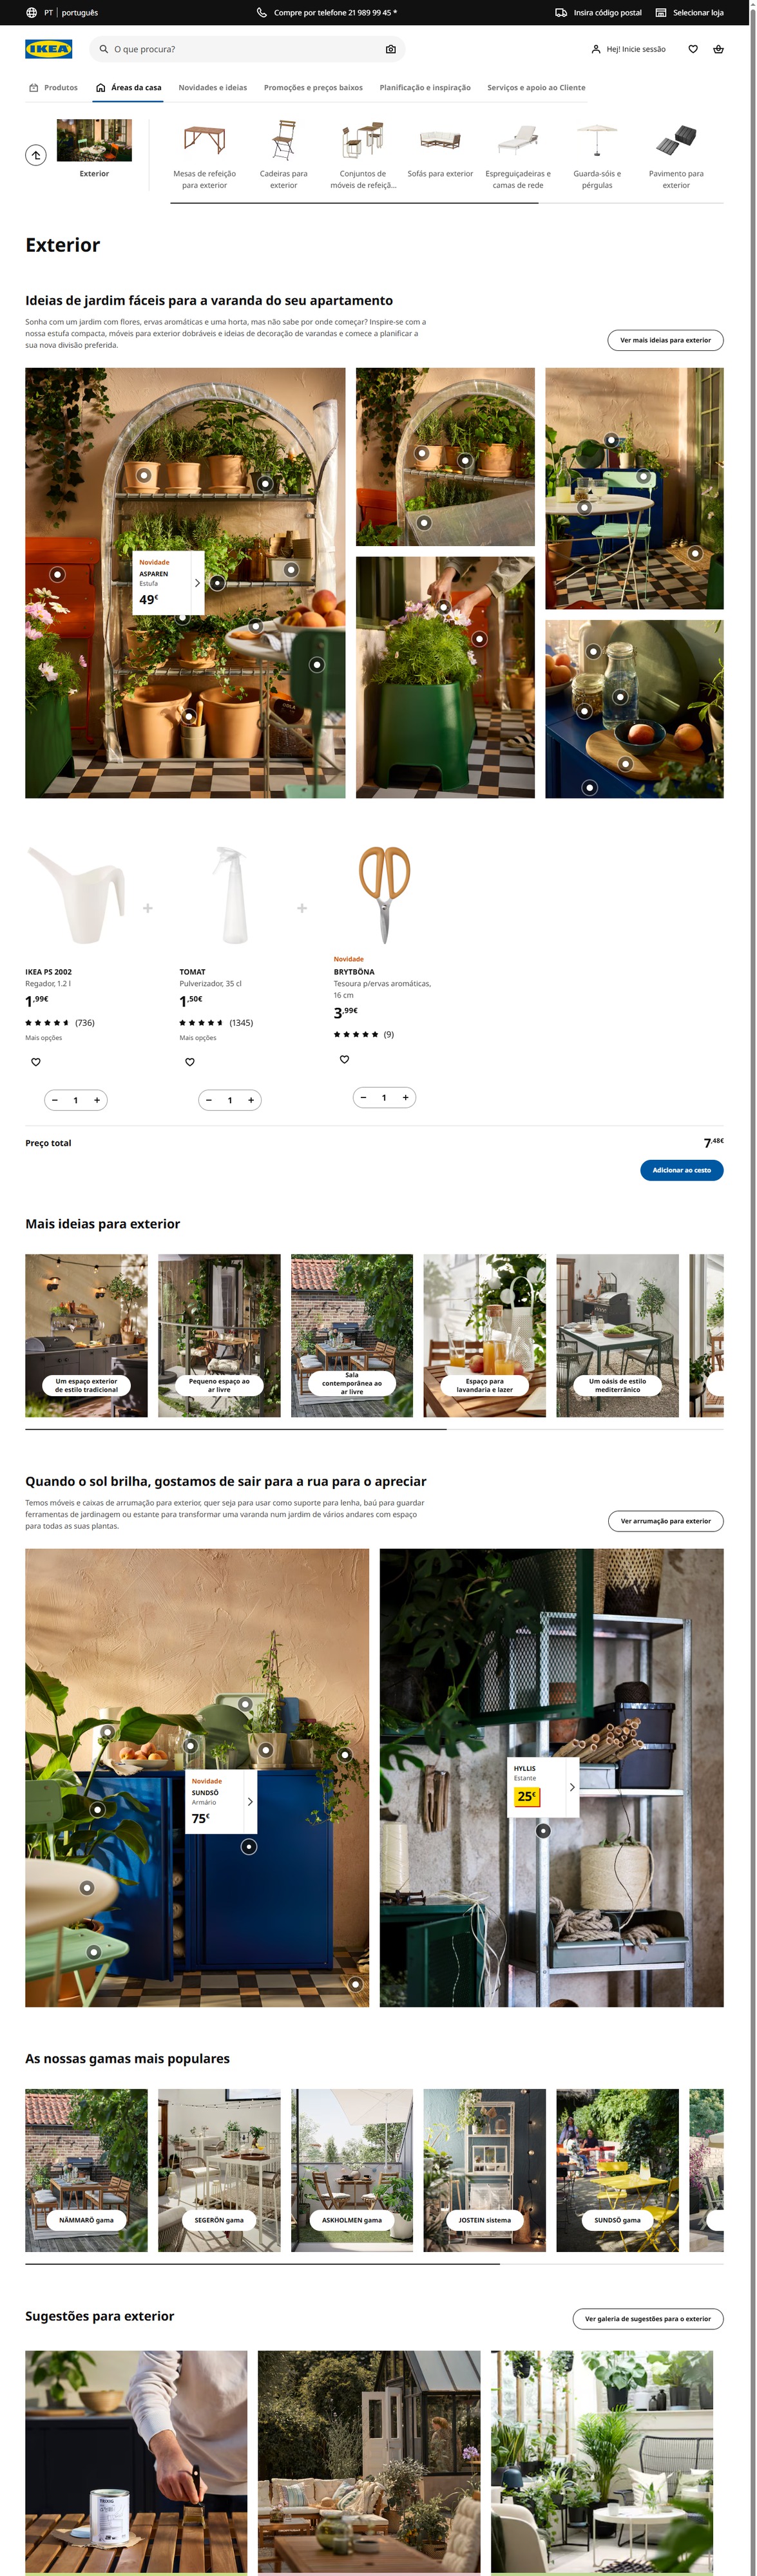 PT | português
Compre por telefone 21 989 99 45 *
Insira código postal
Selecionar loja
IKEA
O que procura?
Hej! Inicie sessão
Produtos
Áreas da casa
Novidades e ideias
Promoções e preços baixos
Planificação e inspiração
Serviços e apoio ao Cliente
Exterior
Mesas de refeição
para exterior
Cadeiras para
exterior
Conjuntos de
móveis de refeiçã...
Sofás para exterior
Espreguiçadeiras e
camas de rede
Guarda-sóis e
pérgulas
Pavimento para
exterior
Exterior
Ideias de jardim fáceis para a varanda do seu apartamento
Sonha com um jardim com flores, ervas aromáticas e uma horta, mas não sabe por onde começar? Inspire-se com a
nossa estufa compacta, móveis para exterior dobráveis e ideias de decoração de varandas e comece a planificar a
sua nova divisão preferida.
Ver mais ideias para exterior
Novidade
ASPAREN
Estufa
49€
IKEA PS 2002
Regador, 1.2 l
1,99€
(736)
Mais opções
- 1 +
TOMAT
Pulverizador, 35 cl
1,50€
(1345)
Mais opções
- 1 +
Novidade
BRYTBÖNA
Tesoura p/ervas aromáticas,
16 cm
3,99€
(9)
- 1 +
Preço total
7,48€
Adicionar ao cesto
Mais ideias para exterior
Um espaço exterior
de estilo tradicional
Pequeno espaço ao
ar livre
Sala
contemporânea ao
ar livre
Espaço para
lavandaria e lazer
Um oásis de estilo
mediterrânico
Quando o sol brilha, gostamos de sair para a rua para o apreciar
Temos móveis e caixas de arrumação para exterior, quer seja para usar como suporte para lenha, baú para guardar
ferramentas de jardinagem ou estante para transformar uma varanda num jardim de vários andares com espaço
para todas as suas plantas.
Ver arrumação para exterior
Novidade
SUNDSÖ
Armário
75€
HYLLIS
Estante
25€
As nossas gamas mais populares
NÄMMARÖ gama
SEGERÖN gama
ASKHOLMEN gama
JOSTEIN sistema
SUNDSÖ gama
Sugestões para exterior
Ver galeria de sugestões para o exterior